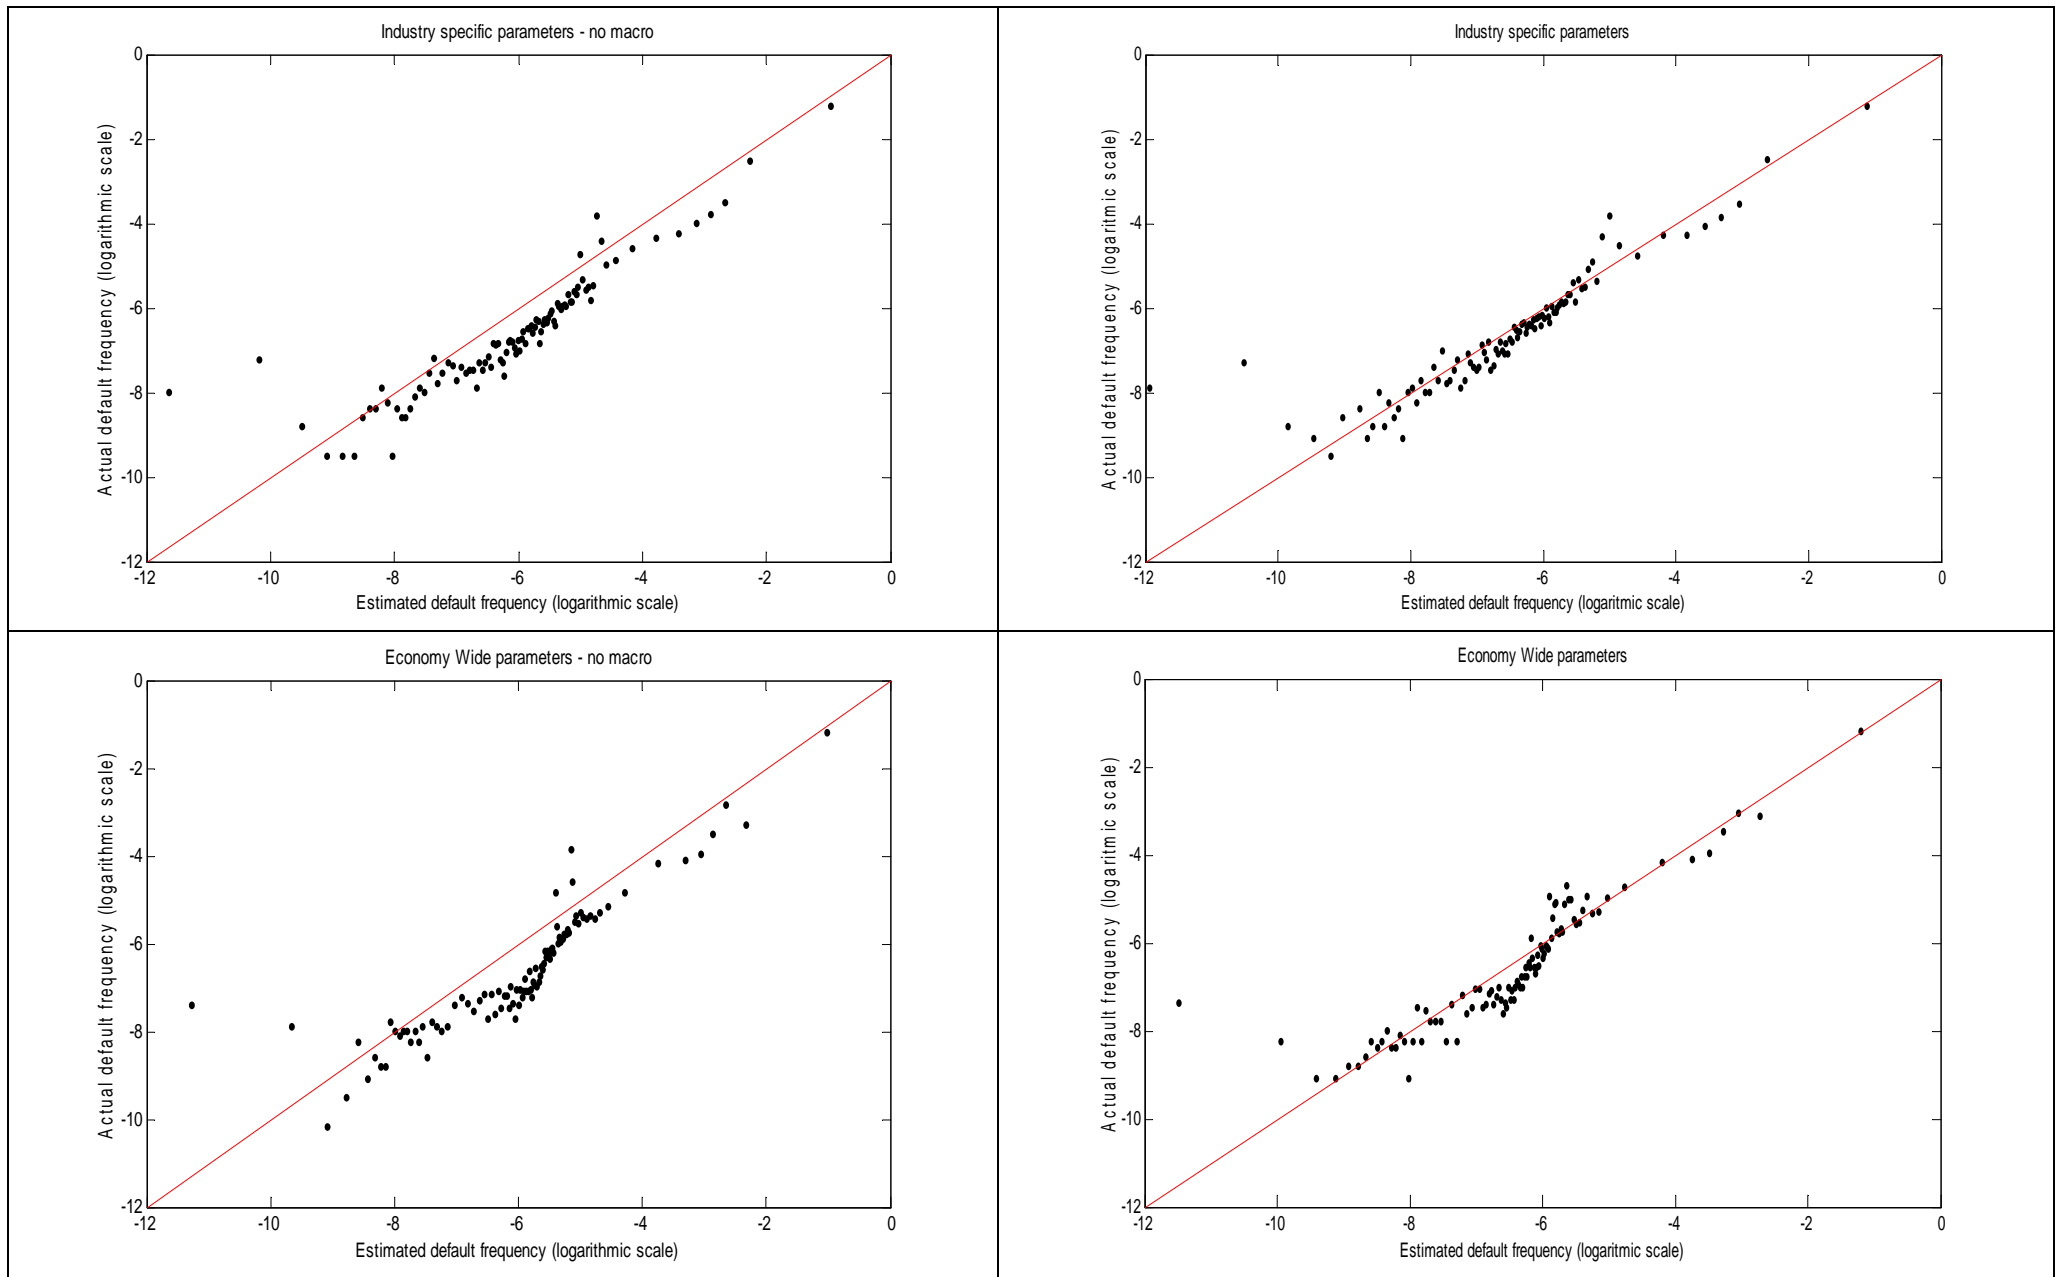 Industry specific parameters - no macro
0
-2
-4
-6
-8
-10
-12
Actual default frequency (logarithmic scale)
-12 -10 -8 -6 -4 -2 0
Estimated default frequency (logarithmic scale)
Industry specific parameters
0
-2
-4
-6
-8
-10
-12
Actual default frequency (logaritmic scale)
-12 -10 -8 -6 -4 -2 0
Estimated default frequency (logaritmic scale)
Economy Wide parameters - no macro
0
-2
-4
-6
-8
-10
-12
Actual default frequency (logarithmic scale)
-12 -10 -8 -6 -4 -2 0
Estimated default frequency (logarithmic scale)
Economy Wide parameters
0
-2
-4
-6
-8
-10
-12
Actual default frequency (logaritmic scale)
-12 -10 -8 -6 -4 -2 0
Estimated default frequency (logaritmic scale)